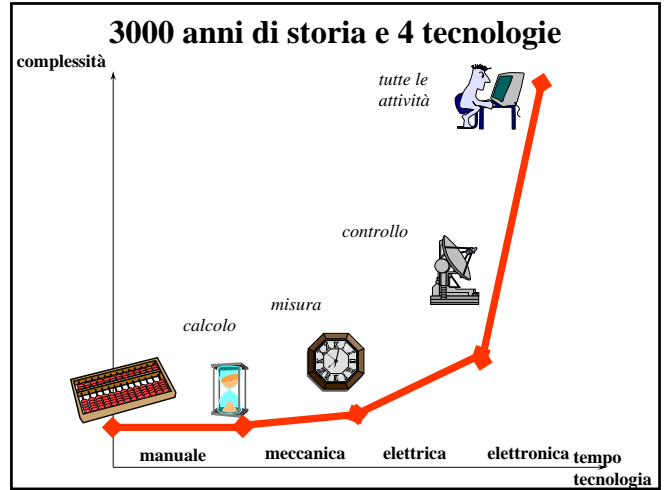 3000 anni di storia e 4 tecnologie
complessità
tutte le
attività
controllo
misura
calcolo
manuale meccanica elettrica elettronica tempo
tecnologia